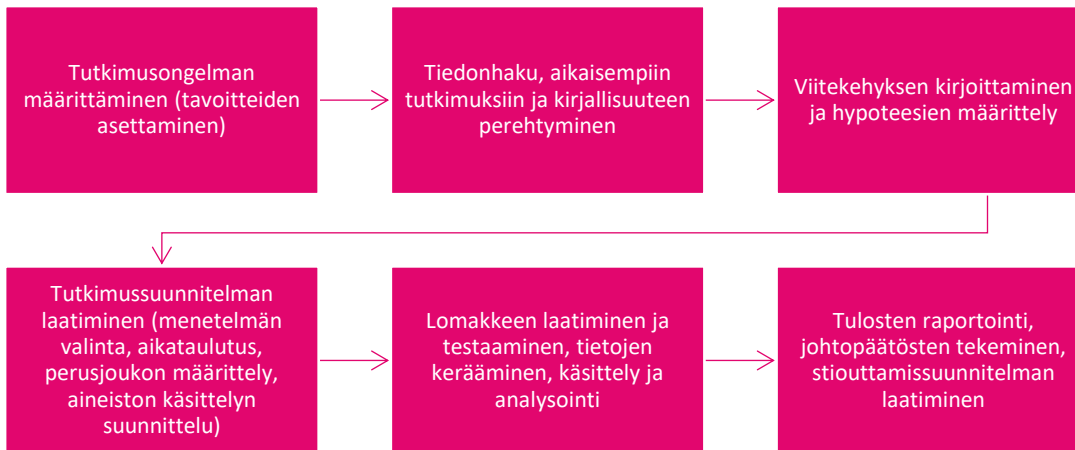 Tutkimusongelman
määrittäminen (tavoitteiden
asettaminen)
Tiedonhaku, aikaisempiin
tutkimuksiin ja kirjallisuuteen
perehtyminen
Viitekehyksen kirjoittaminen
ja hypoteesien määrittely
Tutkimussuunnitelman
laatiminen (menetelmän
valinta, aikataulutus,
perusjoukon määrittely,
aineiston käsittelyn
suunnittelu)
Lomakkeen laatiminen ja
testaaminen, tietojen
kerääminen, käsittely ja
analysointi
Tulosten raportointi,
johtopäätösten tekeminen,
stiouttamissuunnitelman
laatiminen